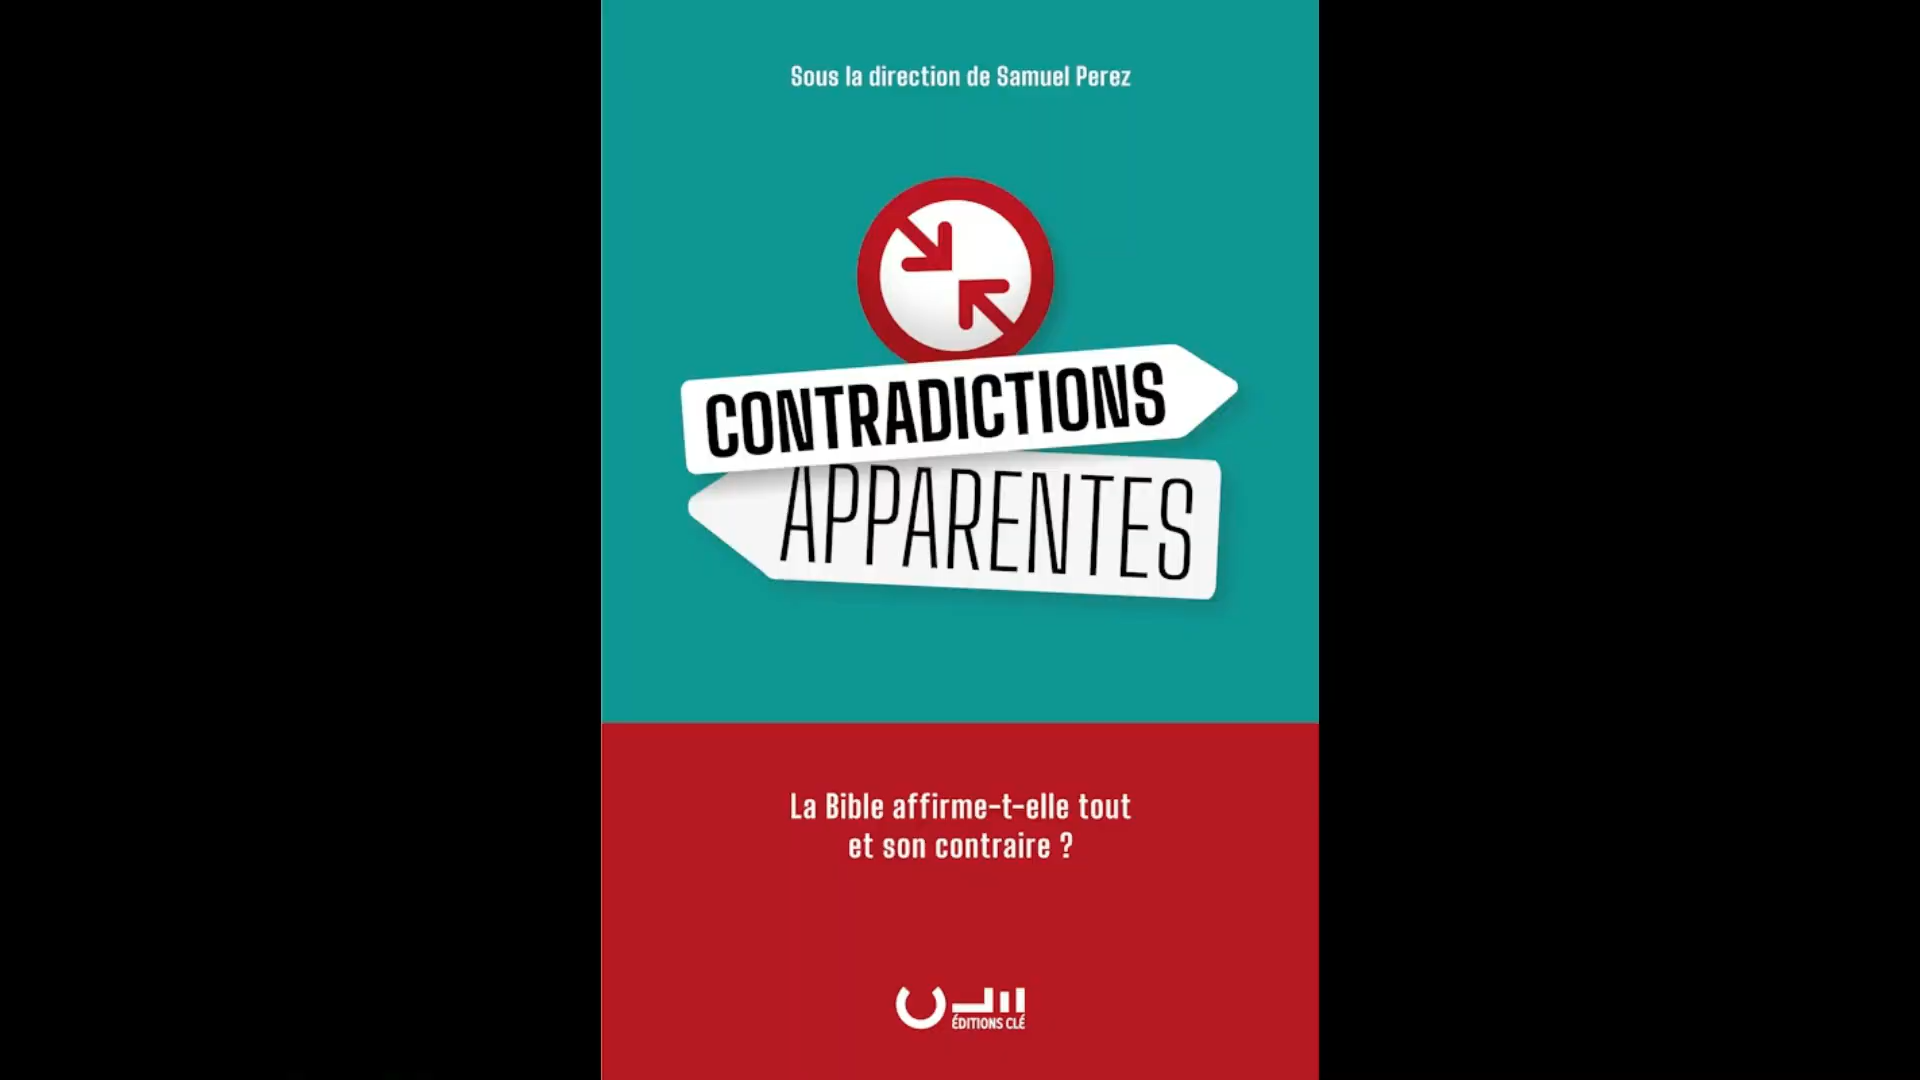 Sous la direction de Samuel Perez
CONTRADICTIONS
APPARENTES
La Bible affirme-t-elle tout
et son contraire ?
ÉDITIONS CLÉ